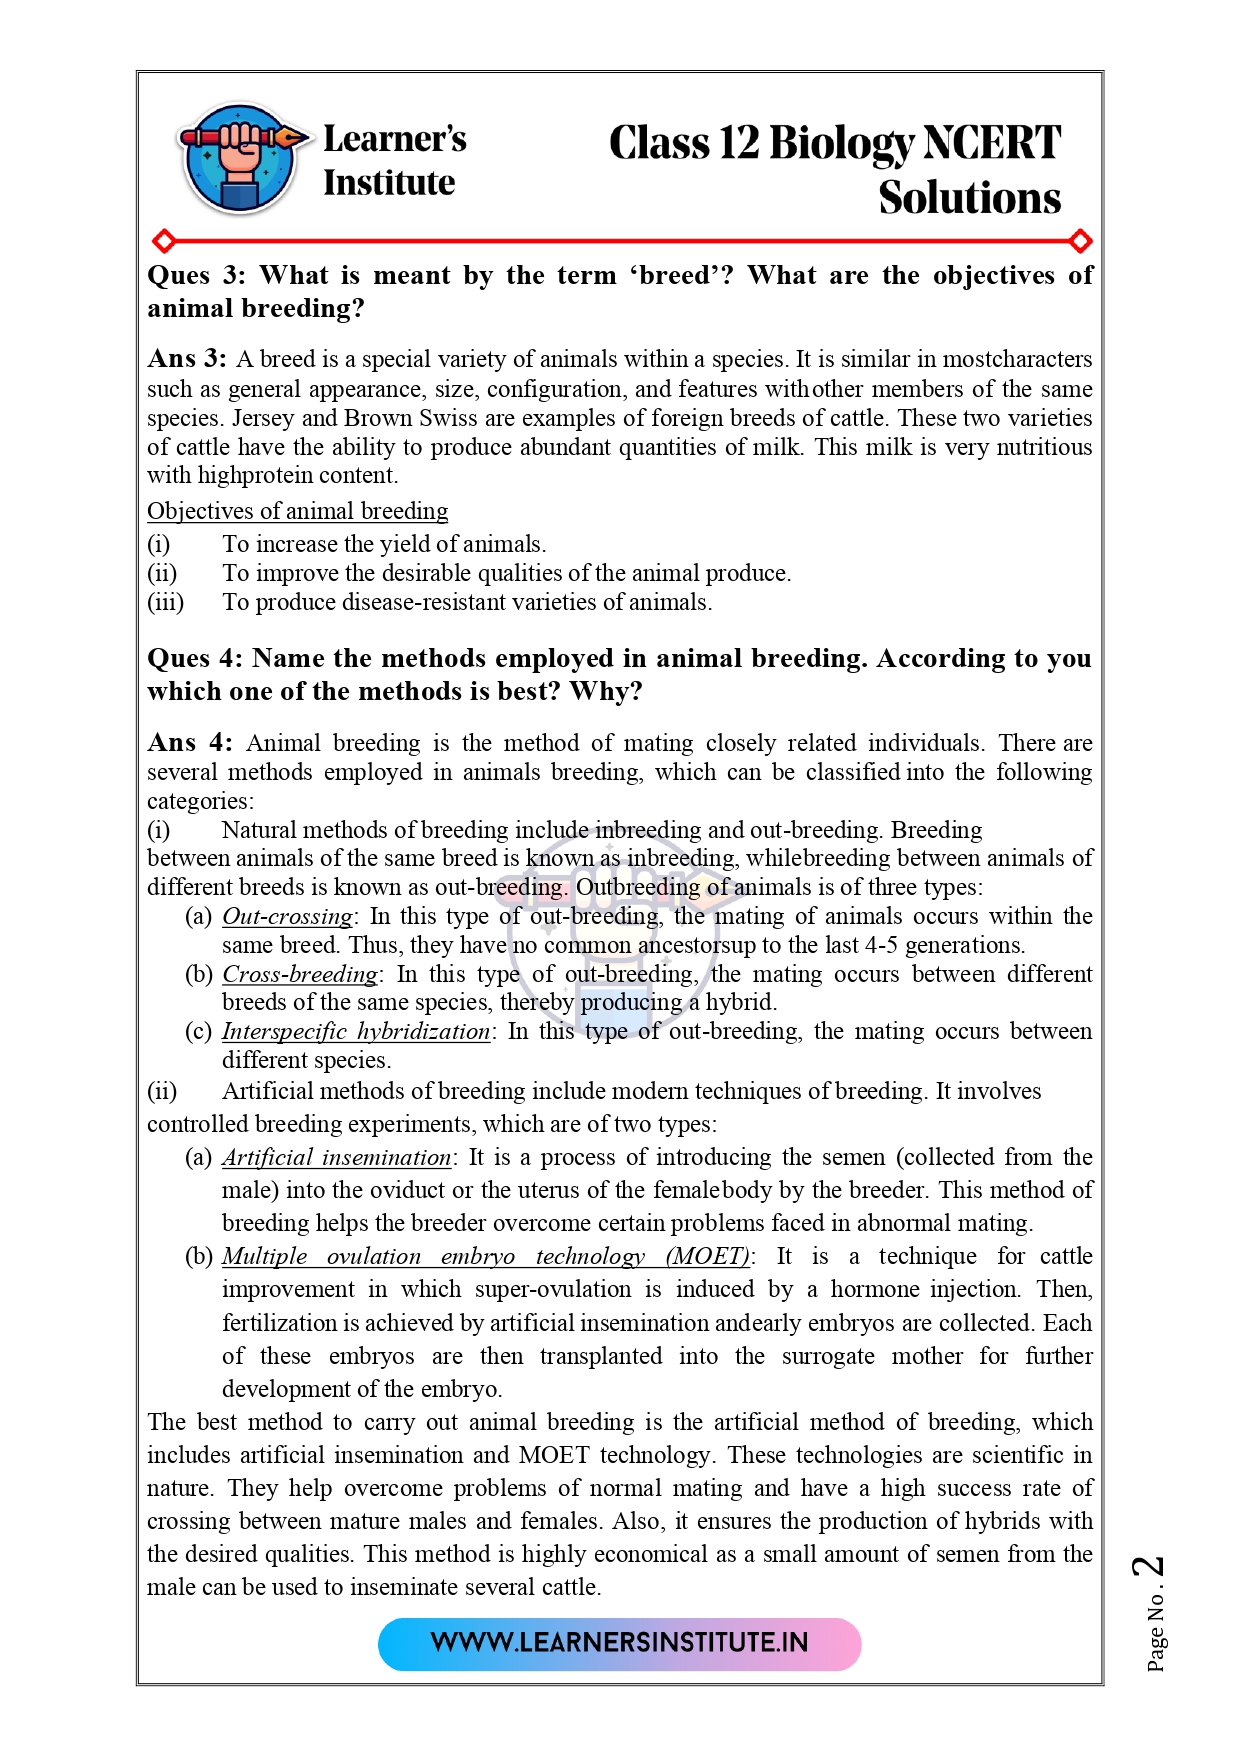 Learner's
Institute
Class 12 Biology NCERT
Solutions
Ques 3: What is meant by the term ‘breed’? What are the objectives of
animal breeding?
Ans 3: A breed is a special variety of animals within a species. It is similar in mostcharacters
such as general appearance, size, configuration, and features withother members of the same
species. Jersey and Brown Swiss are examples of foreign breeds of cattle. These two varieties
of cattle have the ability to produce abundant quantities of milk. This milk is very nutritious
with highprotein content.
Objectives of animal breeding
(i) To increase the yield of animals.
(ii) To improve the desirable qualities of the animal produce.
(iii) To produce disease-resistant varieties of animals.
Ques 4: Name the methods employed in animal breeding. According to you
which one of the methods is best? Why?
Ans 4: Animal breeding is the method of mating closely related individuals. There are
several methods employed in animals breeding, which can be classified into the following
categories:
(i) Natural methods of breeding include inbreeding and out-breeding. Breeding
between animals of the same breed is known as inbreeding, whilebreeding between animals of
different breeds is known as out-breeding. Outbreeding of animals is of three types:
(a) Out-crossing: In this type of out-breeding, the mating of animals occurs within the
same breed. Thus, they have no common ancestorsup to the last 4-5 generations.
(b) Cross-breeding: In this type of out-breeding, the mating occurs between different
breeds of the same species, thereby producing a hybrid.
(c) Interspecific hybridization: In this type of out-breeding, the mating occurs between
different species.
(ii) Artificial methods of breeding include modern techniques of breeding. It involves
controlled breeding experiments, which are of two types:
(a) Artificial insemination: It is a process of introducing the semen (collected from the
male) into the oviduct or the uterus of the femalebody by the breeder. This method of
breeding helps the breeder overcome certain problems faced in abnormal mating.
(b) Multiple ovulation embryo technology (MOET): It is a technique for cattle
improvement in which super-ovulation is induced by a hormone injection. Then,
fertilization is achieved by artificial insemination andearly embryos are collected. Each
of these embryos are then transplanted into the surrogate mother for further
development of the embryo.
The best method to carry out animal breeding is the artificial method of breeding, which
includes artificial insemination and MOET technology. These technologies are scientific in
nature. They help overcome problems of normal mating and have a high success rate of
crossing between mature males and females. Also, it ensures the production of hybrids with
the desired qualities. This method is highly economical as a small amount of semen from the
male can be used to inseminate several cattle.
WWW.LEARNERSINSTITUTE.IN
Page No. 2